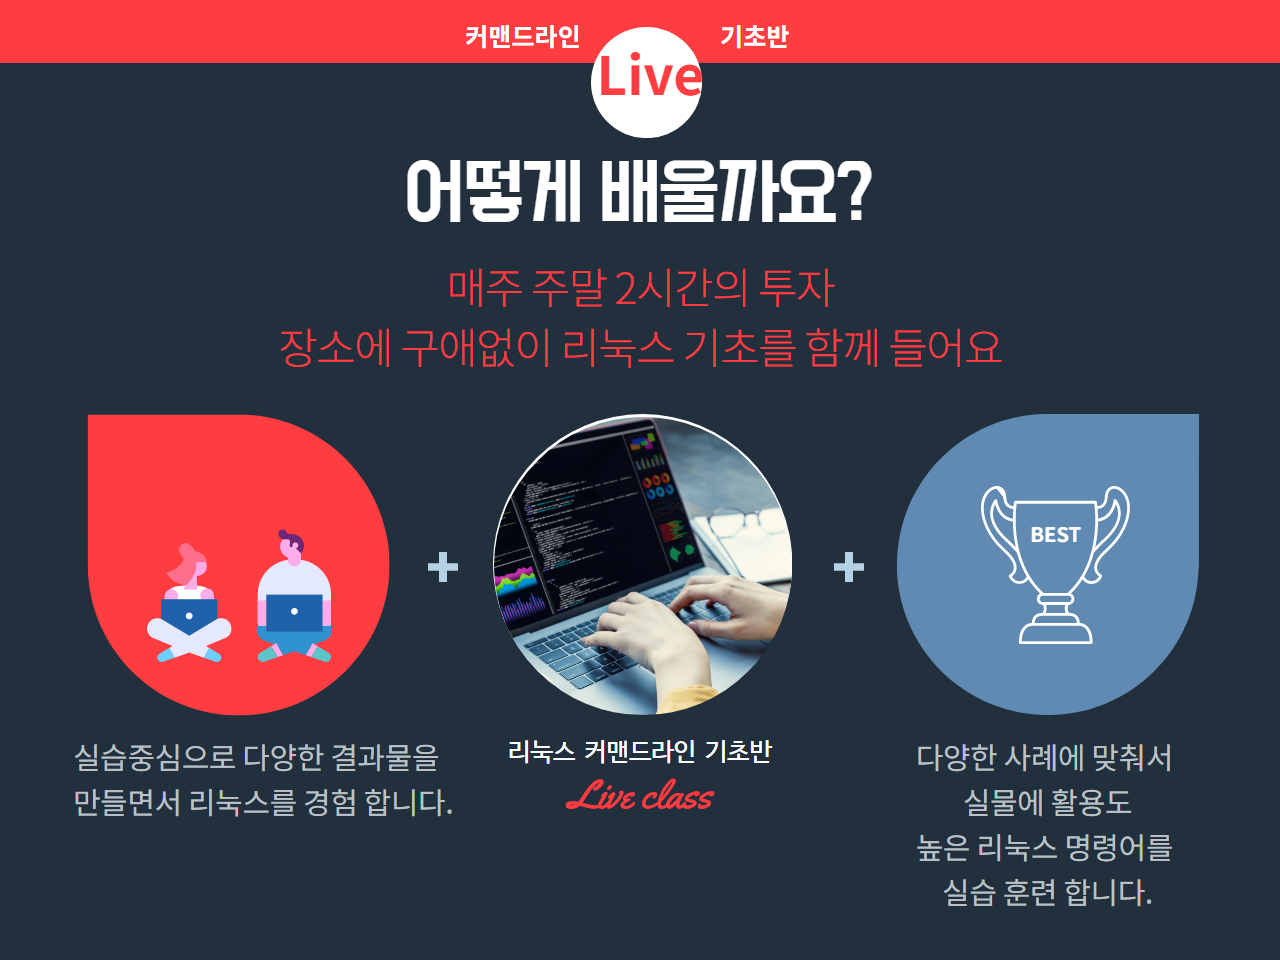 커맨드라인 Live 기초반
어떻게 배울까요?
매주 주말 2시간의 투자
장소에 구애없이 리눅스 기초를 함께 들어요
BEST
실습중심으로 다양한 결과물을
만들면서 리눅스를 경험 합니다.
리눅스 커맨드라인 기초반
Live class
다양한 사례에 맞춰서
실물에 활용도
높은 리눅스 명령어를
실습 훈련 합니다.